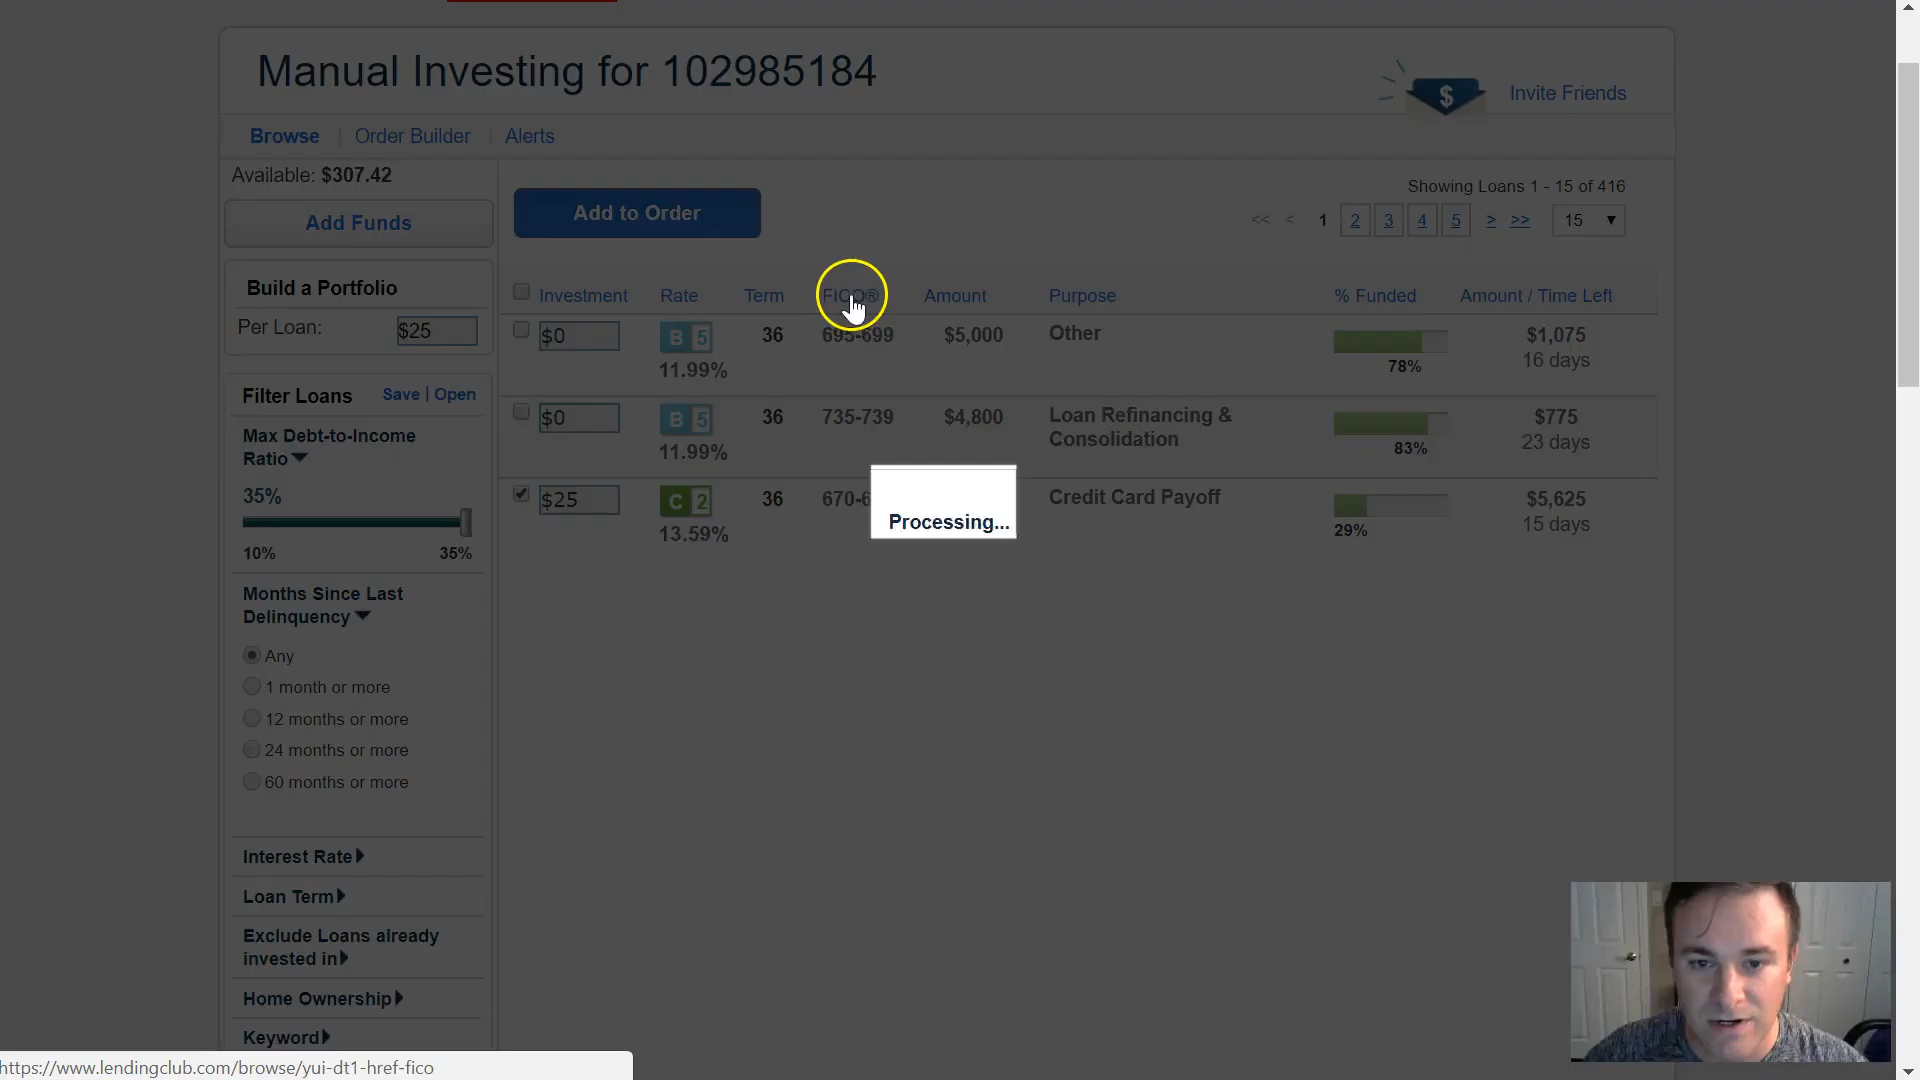 Manual Investing for 102985184
$
Invite Friends
Browse
Order Builder
Alerts
Available: $307.42
Add Funds
Build a Portfolio
Per Loan: $25
Filter Loans
Save | Open
Max Debt-to-Income
Ratio
35%
10% 35%
Months Since Last
Delinquency
Any
1 month or more
12 months or more
24 months or more
60 months or more
Interest Rate
Loan Term
Exclude Loans already
invested in
Home Ownership
Keyword
Add to Order
Showing Loans 1 - 15 of 416
<< < 1 2 3 4 5 > >> 15
Investment Rate Term FICO® Amount Purpose % Funded Amount / Time Left
$0 B 5 36 695-699 $5,000 Other $1,075
11.99% 78% 16 days
$0 B 5 36 735-739 $4,800 Loan Refinancing & $775
Consolidation
11.99% 83% 23 days
$25 C 2 36 670-6 Credit Card Payoff $5,625
13.59% 29% 15 days
Processing...
https://www.lendingclub.com/browse/yui-dt1-href-fico